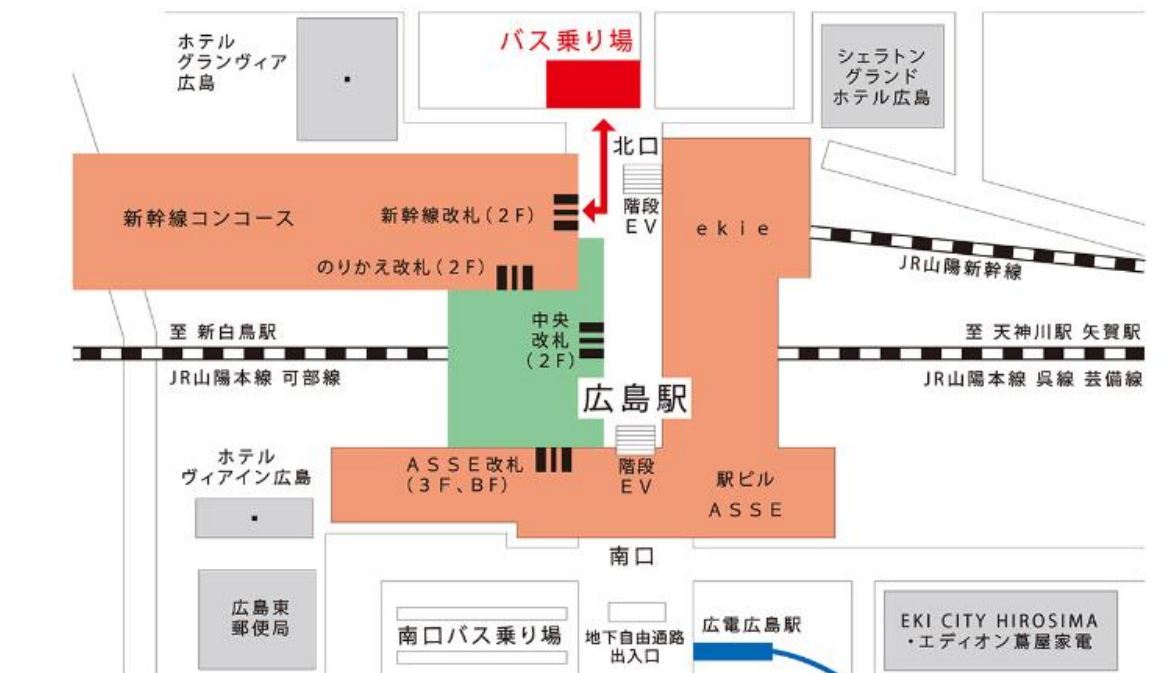 ホテル
グランヴィア
広島
バス乗り場
シェラトン
グランド
ホテル広島
北口
階段
EV
新幹線コンコース
新幹線改札(2F)
ekie
のりかえ改札(2F)
JR山陽新幹線
中央
改札
(2F)
至 新白鳥駅
JR山陽本線 可部線
至 天神川駅 矢賀駅
JR山陽本線 呉線 芸備線
広島駅
ホテル
ヴィアイン広島
ASSE改札
(3F、BF)
階段
EV
駅ビル
ASSE
南口
広島東
郵便局
南口バス乗り場
地下自由通路
出入口
広電広島駅
EKI CITY HIROSIMA
・エディオン蔦屋家電